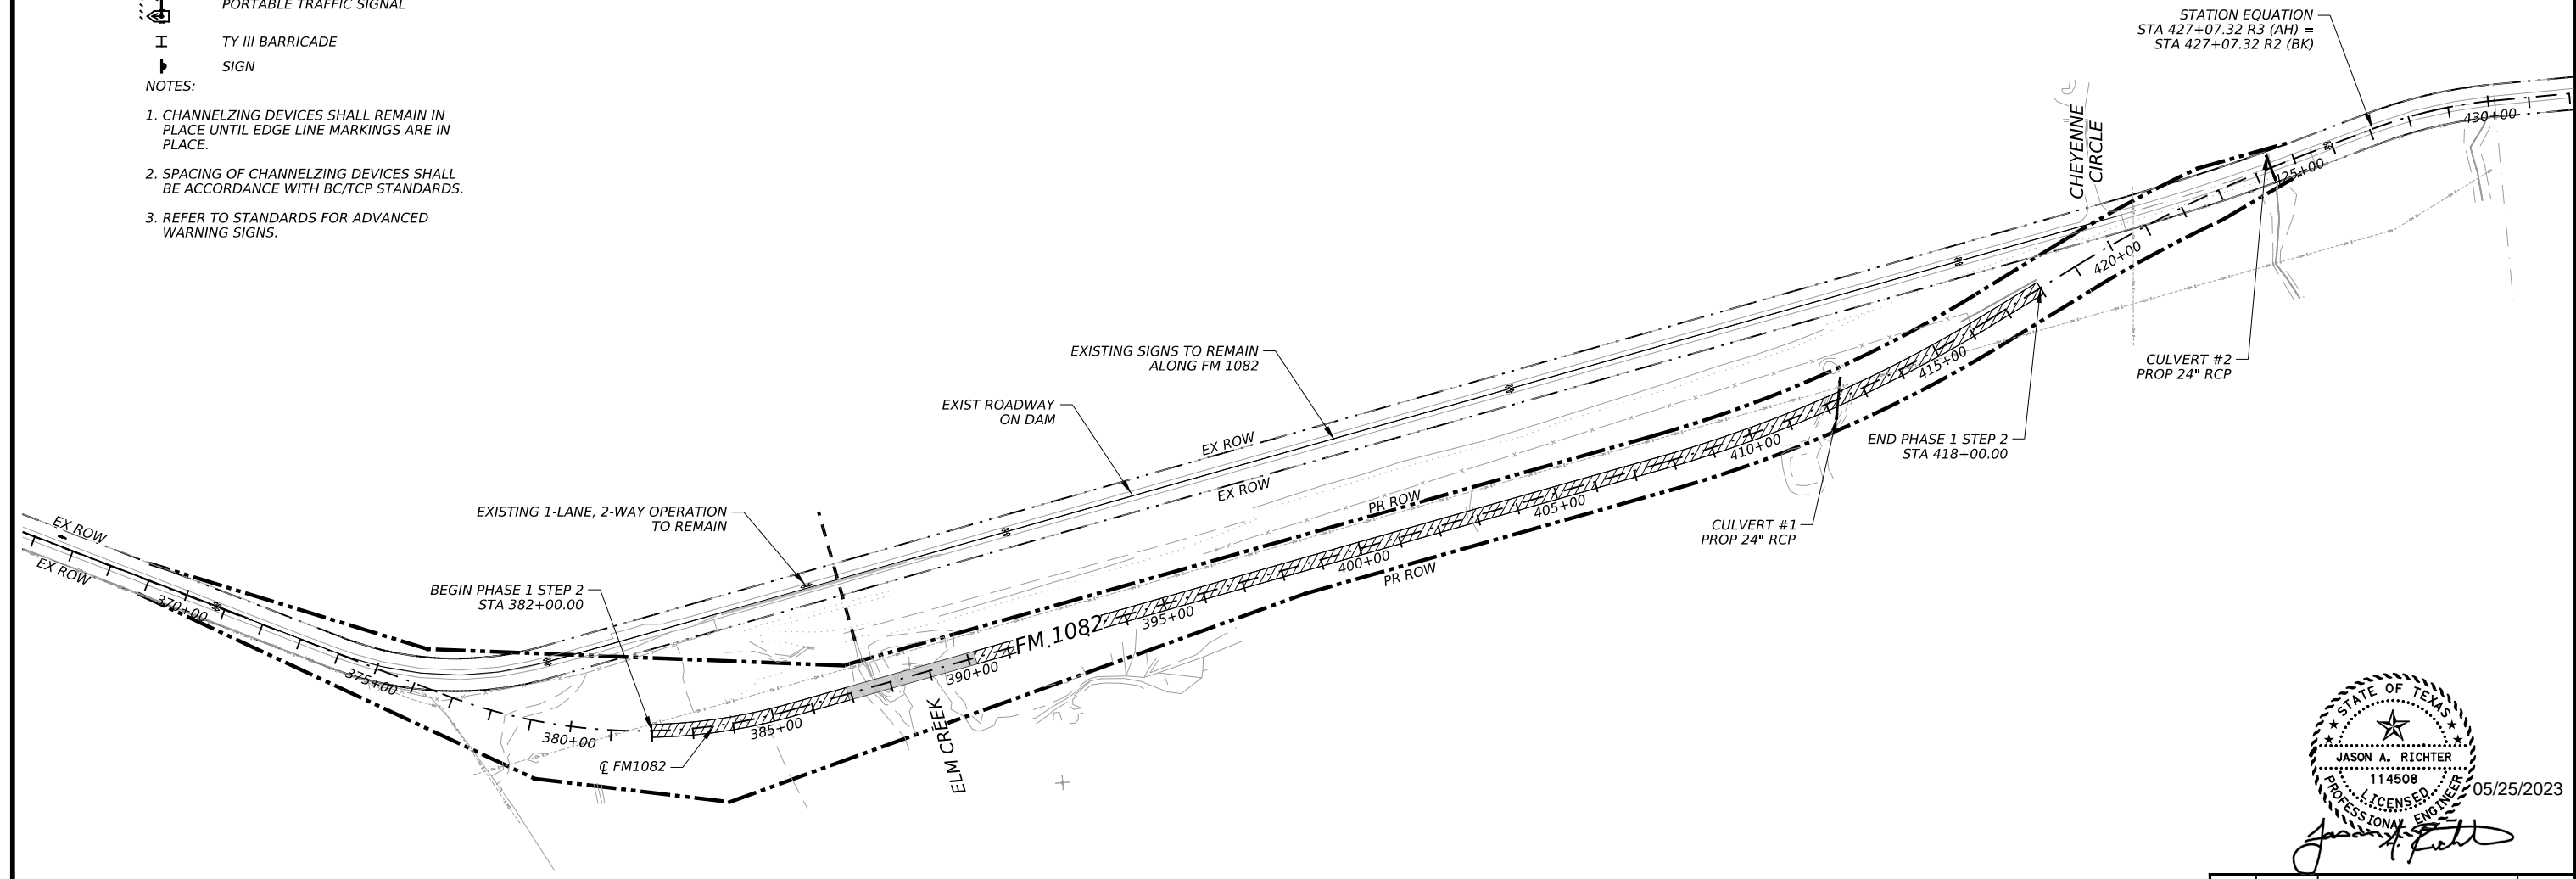 PORTABLE TRAFFIC SIGNAL
TY III BARRICADE
SIGN
NOTES:
1. CHANNELZING DEVICES SHALL REMAIN IN
PLACE UNTIL EDGE LINE MARKINGS ARE IN
PLACE.
2. SPACING OF CHANNELZING DEVICES SHALL
BE ACCORDANCE WITH BC/TCP STANDARDS.
3. REFER TO STANDARDS FOR ADVANCED
WARNING SIGNS.
STATION EQUATION
STA 427+07.32 R3 (AH) =
STA 427+07.32 R2 (BK)
CHEYENNE
CIRCLE
430+00
425+00
420+00
CULVERT #2
PROP 24" RCP
EXISTING SIGNS TO REMAIN
ALONG FM 1082
EXIST ROADWAY
ON DAM
EX ROW
EX ROW
415+00
410+00
END PHASE 1 STEP 2
STA 418+00.00
CULVERT #1
PROP 24" RCP
PR ROW
405+00
400+00
PR ROW
EXISTING 1-LANE, 2-WAY OPERATION
TO REMAIN
EX ROW
EX ROW
BEGIN PHASE 1 STEP 2
STA 382+00.00
370+00
375+00
380+00
385+00
390+00
FM 1082
395+00
ELM CREEK
℄ FM1082
STATE OF TEXAS
JASON A. RICHTER
114508
LICENSED
PROFESSIONAL ENGINEER
05/25/2023
Jason A. Richter